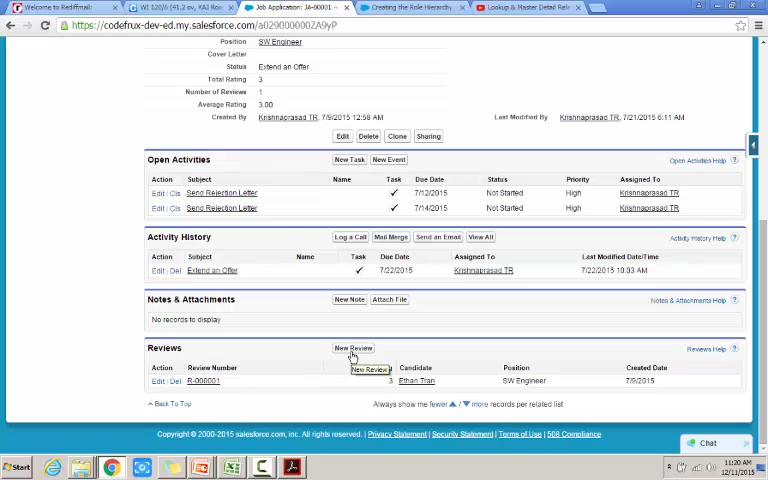 Welcome to Rediffmail:
WI 120/6 (41.2 ov, KAJ Ro
Job Application: JA-00001
Creating the Role Hierarchy
Lookup & Master Detail Rel
https://codefrux-dev-ed.my.salesforce.com/a029000000ZA9yP
Position SW Engineer
Cover Letter
Status Extend an Offer
Total Rating 3
Number of Reviews 1
Average Rating 3.00
Created By Krishnaprasad TR, 7/9/2015 12:58 AM Last Modified By Krishnaprasad TR, 7/21/2015 6:11 AM
Edit Delete Clone Sharing
Open Activities New Task New Event Open Activities Help ?
Action Subject Name Task Due Date Status Priority Assigned To
Edit | Cls Send Rejection Letter ✓ 7/12/2015 Not Started High Krishnaprasad TR
Edit | Cls Send Rejection Letter ✓ 7/14/2015 Not Started High Krishnaprasad TR
Activity History Log a Call Mail Merge Send an Email View All Activity History Help ?
Action Subject Name Task Due Date Assigned To Last Modified Date/Time
Edit | Del Extend an Offer ✓ 7/22/2015 Krishnaprasad TR 7/22/2015 10:03 AM
Notes & Attachments New Note Attach File Notes & Attachments Help ?
No records to display
Reviews New Review Reviews Help ?
Action Review Number Candidate Position Created Date
New Review
Edit | Del R-000001 3 Ethan Tran SW Engineer 7/9/2015
Back To Top Always show me fewer / more records per related list
Copyright © 2000-2015 salesforce.com, inc. All rights reserved. | Privacy Statement | Security Statement | Terms of Use | 508 Compliance
Chat
Start
11:20 AM
12/11/2015